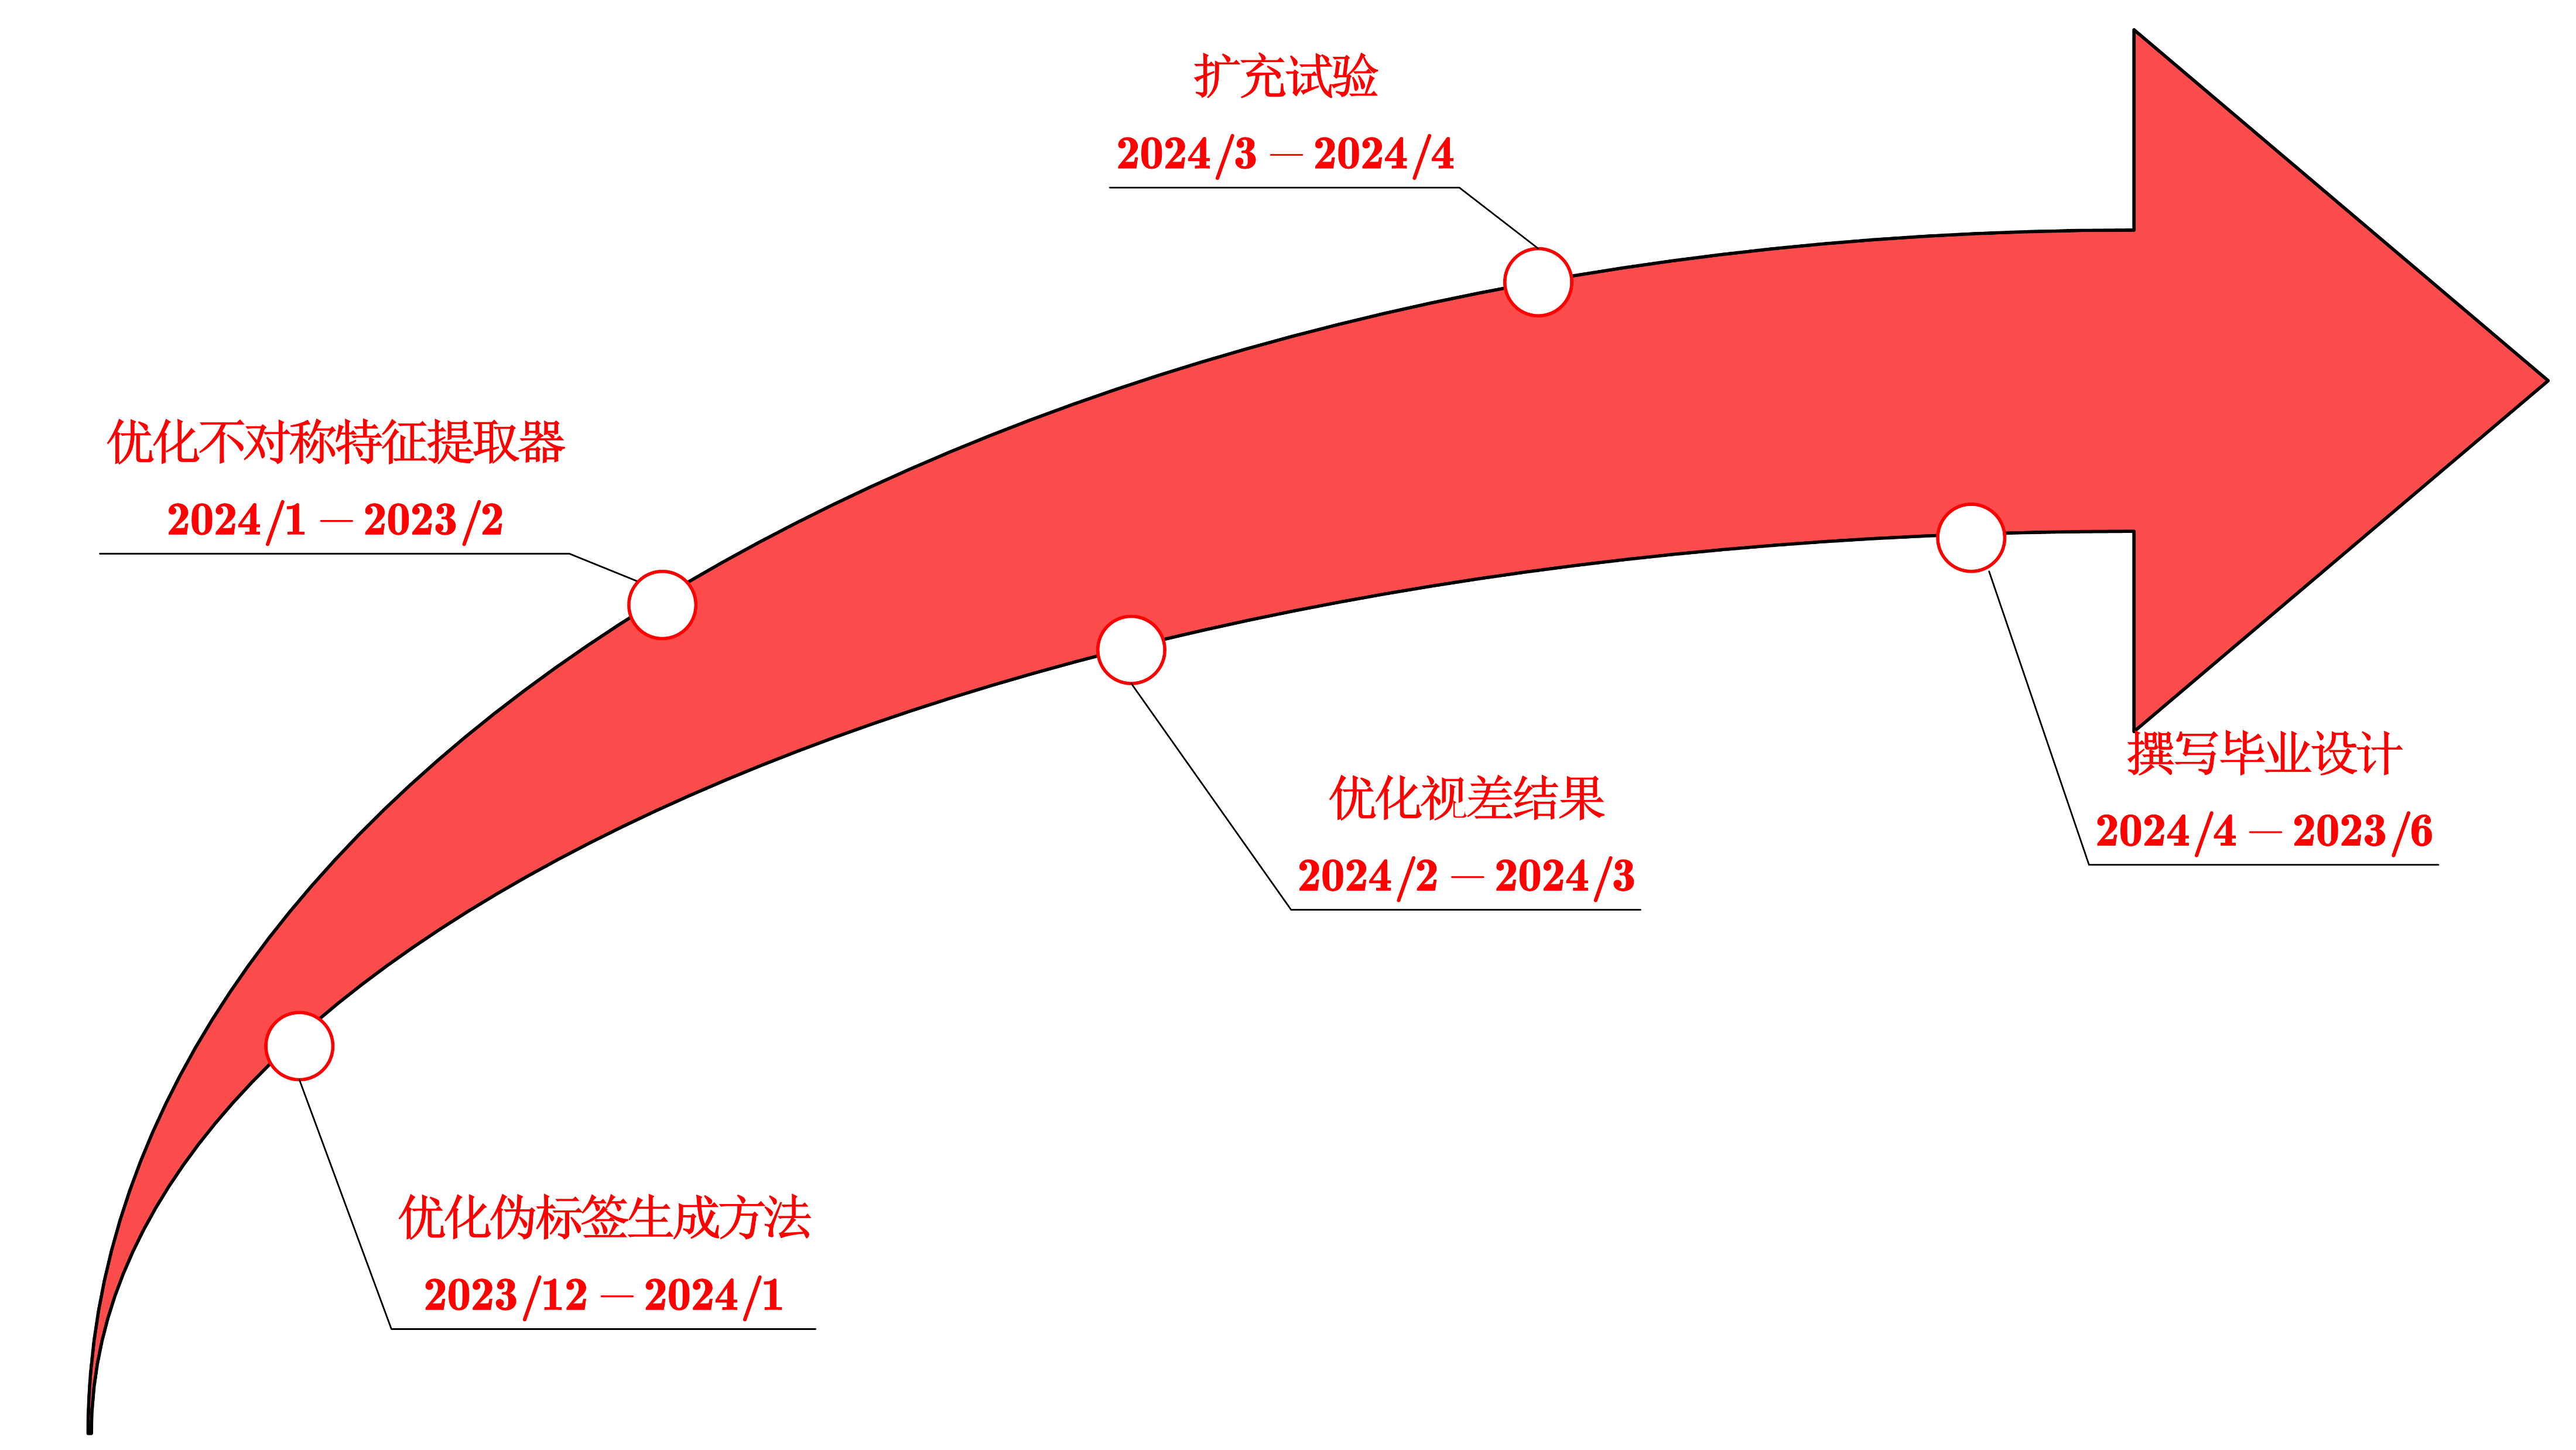 扩充试验
2024/3 — 2024/4
优化不对称特征提取器
2024/1 — 2023/2
撰写毕业设计
2024/4 — 2023/6
优化视差结果
2024/2 — 2024/3
优化伪标签生成方法
2023/12 — 2024/1